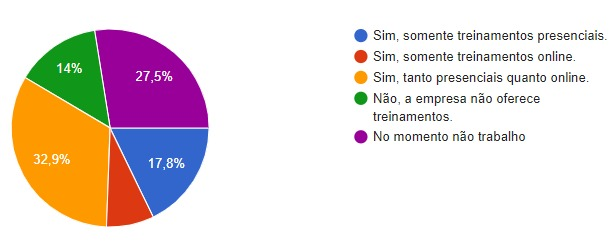 Sim, somente treinamentos presenciais.
Sim, somente treinamentos online.
Sim, tanto presenciais quanto online.
Não, a empresa não oferece
treinamentos.
No momento não trabalho
14%
27,5%
32,9%
17,8%